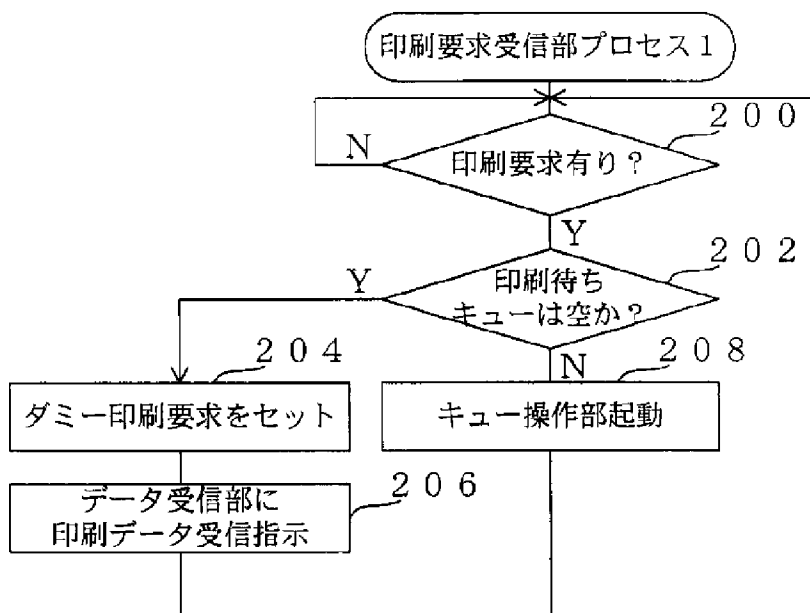 印刷要求受信部プロセス1
200
N
印刷要求有り?
Y
202
Y
印刷待ち
キューは空か?
N
204
208
ダミー印刷要求をセット
キュー操作部起動
206
データ受信部に
印刷データ受信指示